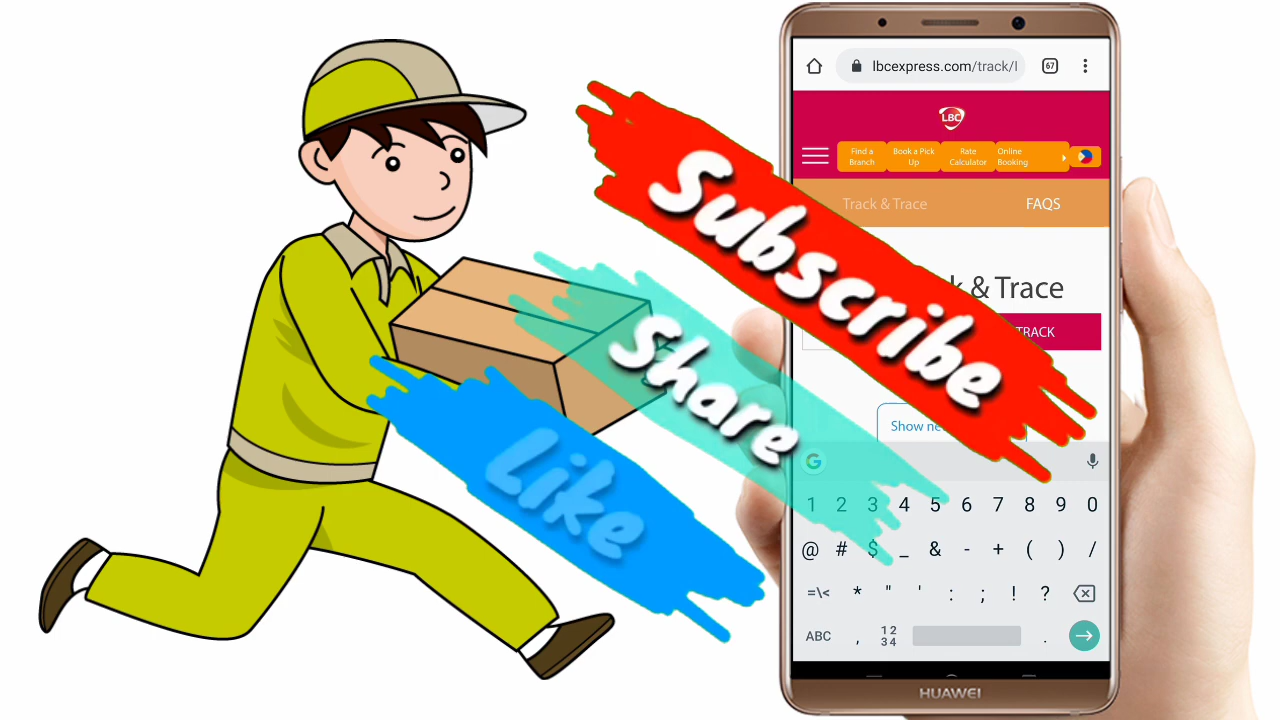 lbcexpress.com/track/
67
LBC
Find a
Branch
Book a Pick
Up
Rate
Calculator
Online
Booking
Track & Trace
FAQS
k & Trace
TRACK
Show
Subscribe
Share
Like
G
1 2 3 4 5 6 7 8 9 0
@ # $ _ & - + ( ) /
=\< * " ' : ; ! ?
ABC , 12 34 .
HUAWEI